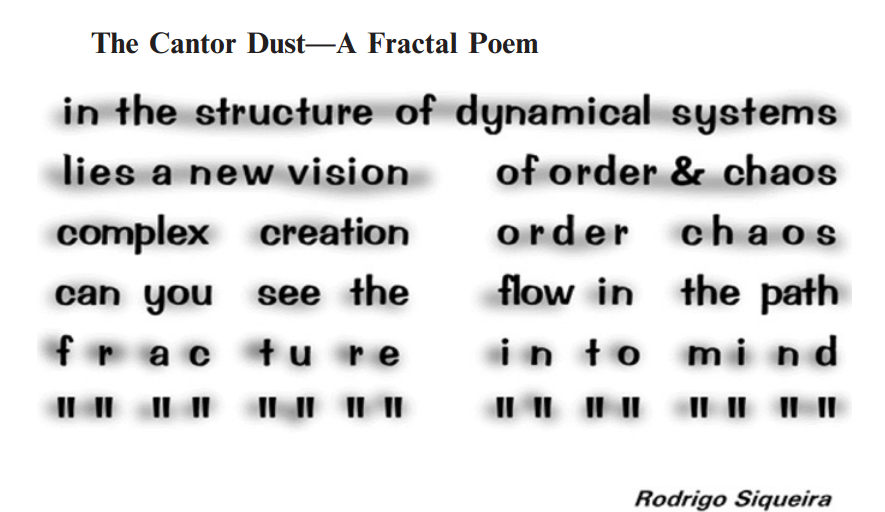 The Cantor Dust—A Fractal Poem
in the structure of dynamical systems
lies a new vision of order & chaos
complex creation order chaos
can you see the flow in the path
f r a c t u r e i n t o m i n d
" " " " " " " " " " " " " " " "
Rodrigo Siqueira